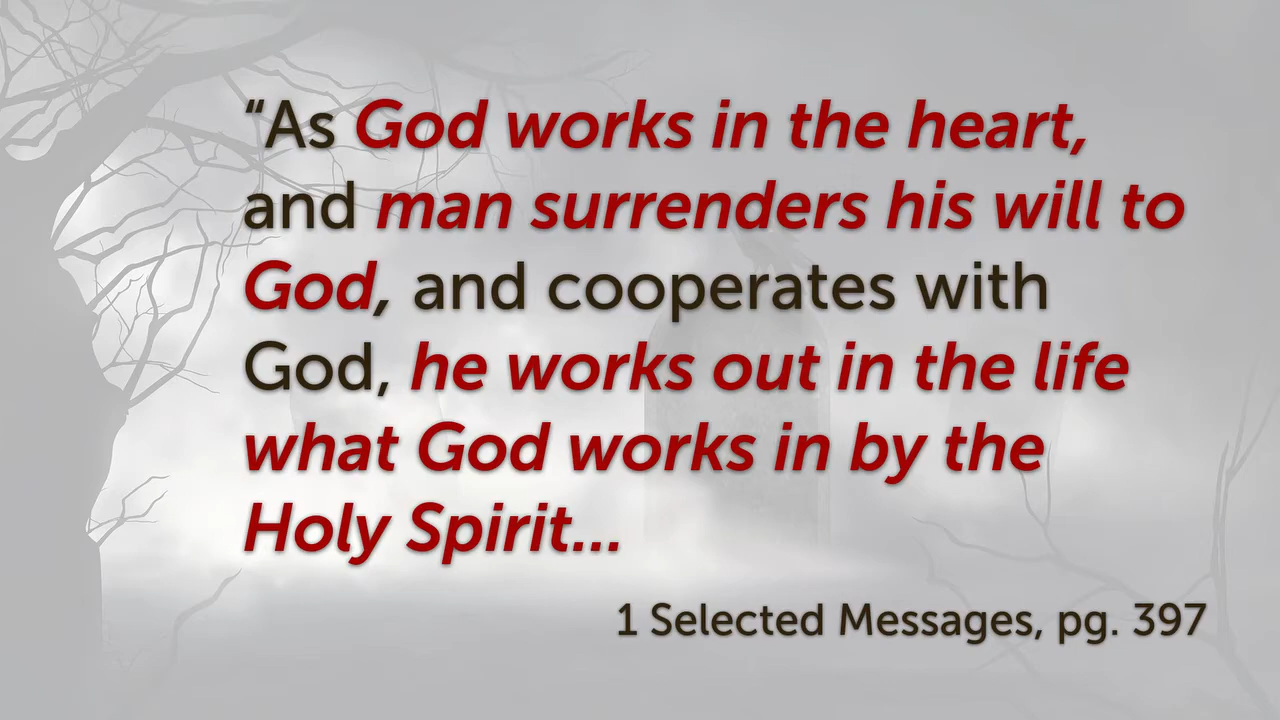 “As God works in the heart,
and man surrenders his will to
God, and cooperates with
God, he works out in the life
what God works in by the
Holy Spirit...
1 Selected Messages, pg. 397